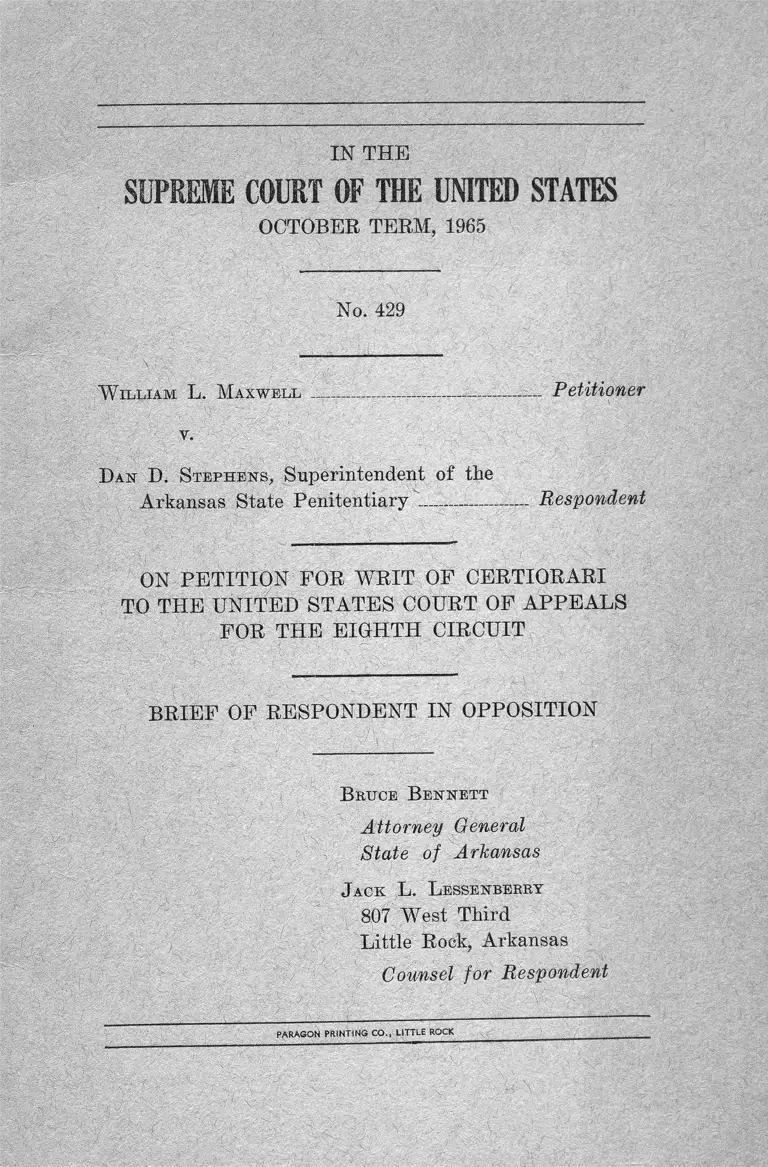 IN THE
SUPREME COURT OF THE UNITED STATES
OCTOBER TERM, 1965
No. 429
WILLIAM L. MAXWELL Petitioner
v.
DAN D. STEPHENS, Superintendent of the
Arkansas State Penitentiary Respondent
ON PETITION FOR WRIT OF CERTIORARI
TO THE UNITED STATES COURT OF APPEALS
FOR THE EIGHTH CIRCUIT
BRIEF OF RESPONDENT IN OPPOSITION
BRUCE BENNETT
Attorney General
State of Arkansas
JACK L. LESSENBERRY
807 West Third
Little Rock, Arkansas
Counsel for Respondent
PARAGON PRINTING CO., LITTLE ROCK